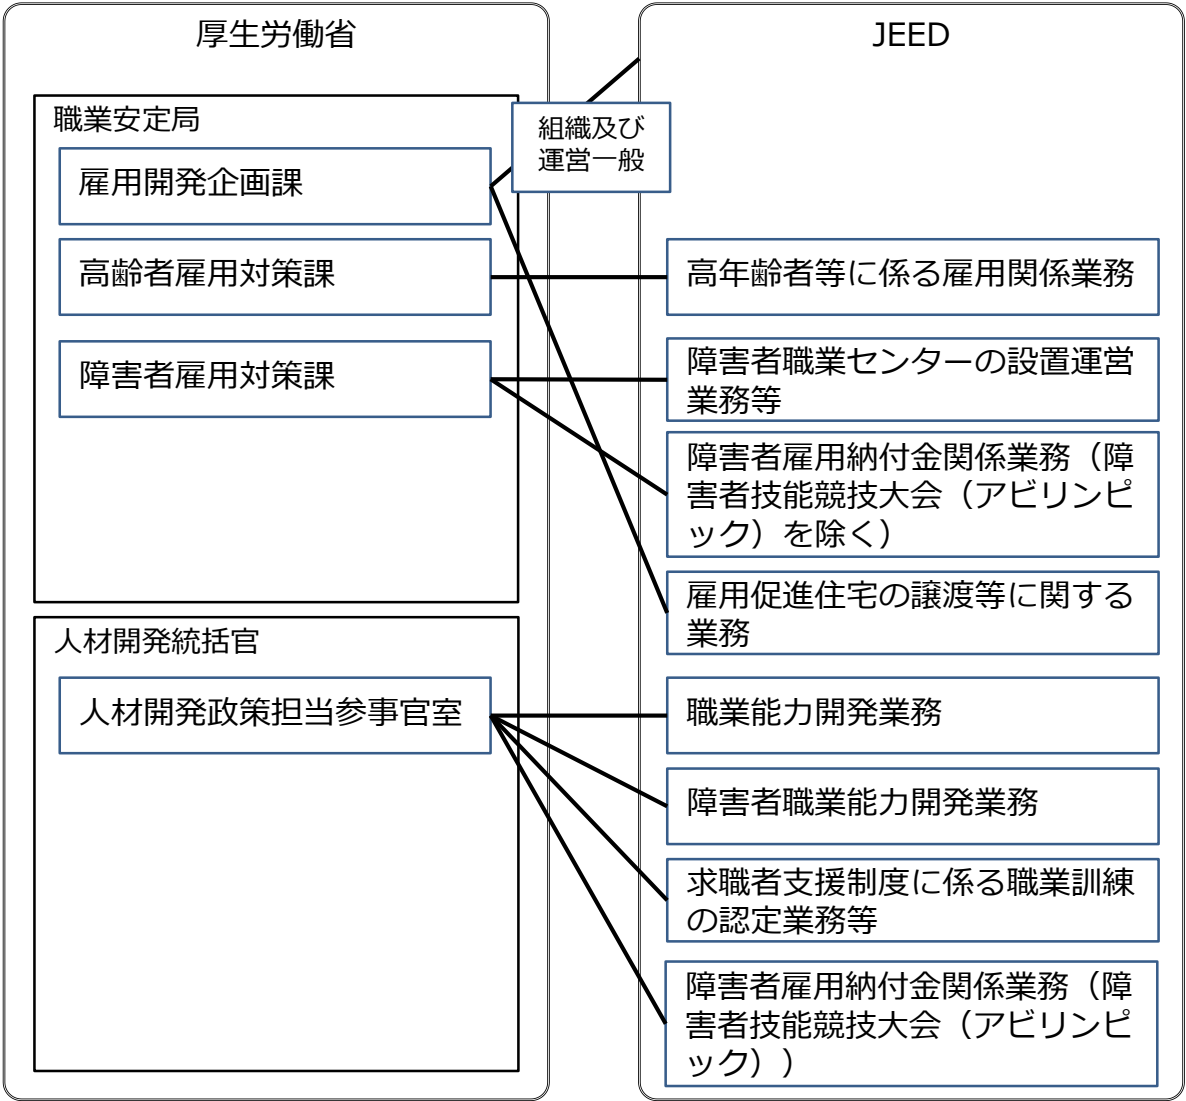 厚生労働省
職業安定局
雇用開発企画課
高齢者雇用対策課
障害者雇用対策課
人材開発統括官
人材開発政策担当参事官室
組織及び
運営一般
JEED
高年齢者等に係る雇用関係業務
障害者職業センターの設置運営
業務等
障害者雇用納付金関係業務（障
害者技能競技大会（アビリンピ
ック）を除く）
雇用促進住宅の譲渡等に関する
業務
職業能力開発業務
障害者職業能力開発業務
求職者支援制度に係る職業訓練
の認定業務等
障害者雇用納付金関係業務（障
害者技能競技大会（アビリンピ
ック））